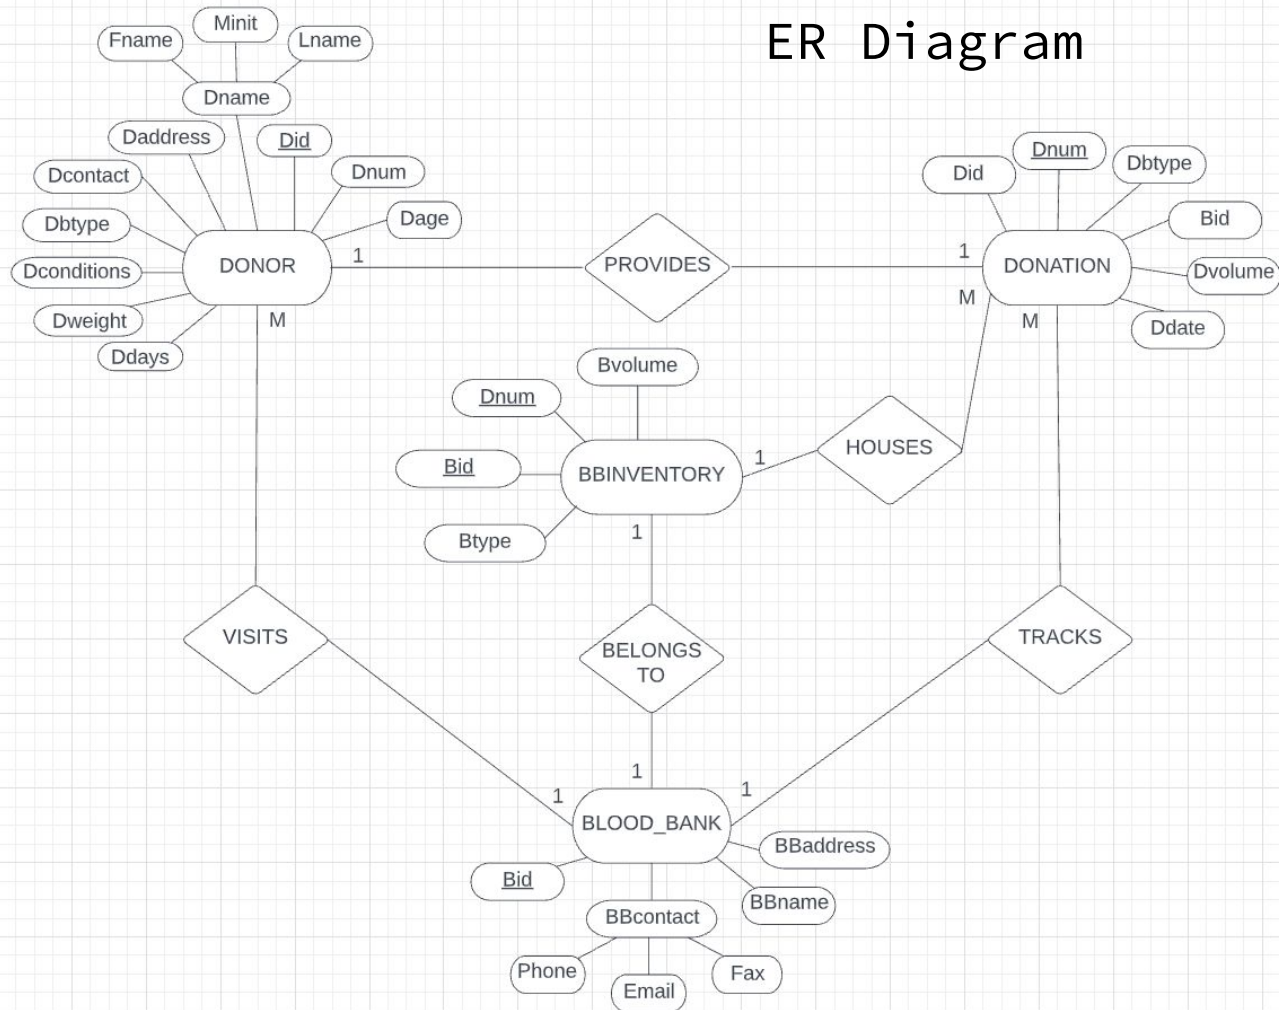 ER Diagram
Minit
Fname
Lname
Dname
Daddress
Did
Dcontact
Dnum
Dbtype
Dage
Dconditions
Dweight
Ddays
DONOR
1
M
PROVIDES
1
M
M
DONATION
Did
Dnum
Dbtype
Bid
Dvolume
Ddate
Bvolume
Dnum
Bid
Btype
BBINVENTORY
1
1
HOUSES
VISITS
BELONGS
TO
TRACKS
1
1
1
BLOOD_BANK
Bid
BBaddress
BBname
BBcontact
Phone
Email
Fax